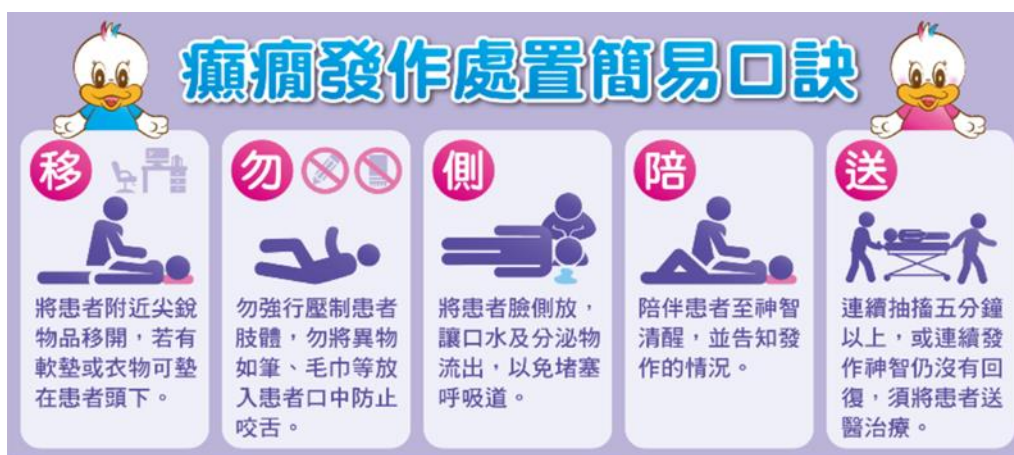 癲癇發作處置簡易口訣
移
將患者附近尖銳
物品移開，若有
軟墊或衣物可墊
在患者頭下。
勿
勿強行壓制患者
肢體，勿將異物
如筆、毛巾等放
入患者口中防止
咬舌。
側
將患者臉側放，
讓口水及分泌物
流出，以免堵塞
呼吸道。
陪
陪伴患者至神智
清醒，並告知發
作的情況。
送
連續抽搐五分鐘
以上，或連續發
作神智仍沒有回
復，須將患者送
醫治療。